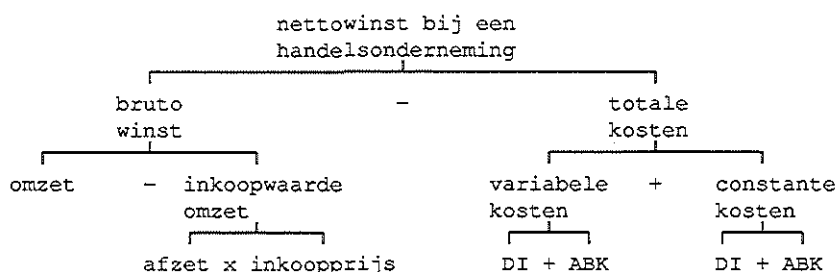 nettowinst bij een
handelsonderneming
bruto - totale
winst kosten
omzet - inkoopwaarde variabele + constante
omzet kosten kosten
afzet x inkoopprijs DI + ABK DI + ABK